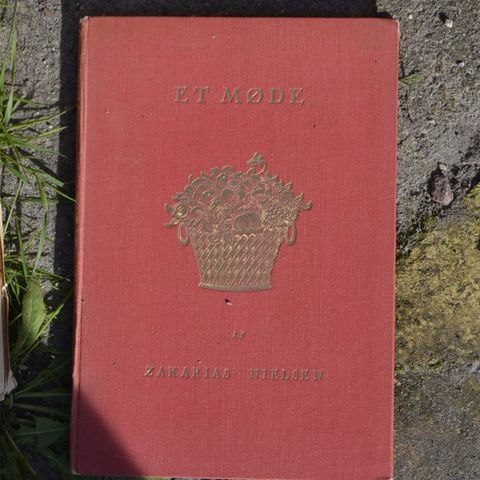 ET MØDE
AF
ZAKARIAS NIELSEN